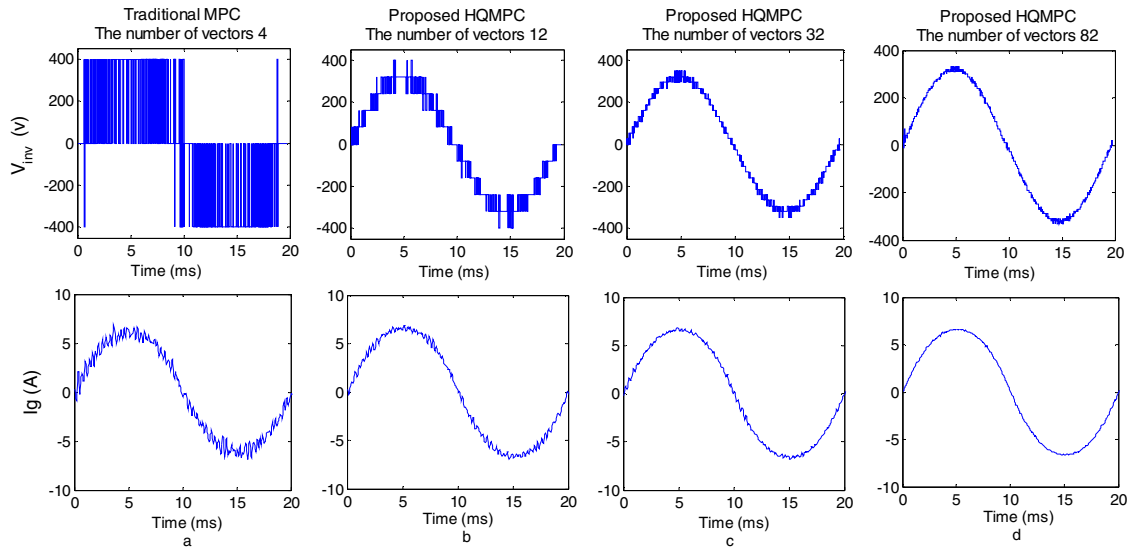 Traditional MPC
The number of vectors 4
Proposed HQMPC
The number of vectors 12
Proposed HQMPC
The number of vectors 32
Proposed HQMPC
The number of vectors 82
V_inv (v)
400
200
0
-200
-400
0 5 10 15 20
Time (ms)
400
200
0
-200
-400
0 5 10 15 20
Time (ms)
400
200
0
-200
-400
0 5 10 15 20
Time (ms)
400
200
0
-200
-400
0 5 10 15 20
Time (ms)
Ig (A)
10
5
0
-5
-10
0 5 10 15 20
Time (ms)
a
10
5
0
-5
-10
0 5 10 15 20
Time (ms)
b
10
5
0
-5
-10
0 5 10 15 20
Time (ms)
c
10
5
0
-5
-10
0 5 10 15 20
Time (ms)
d